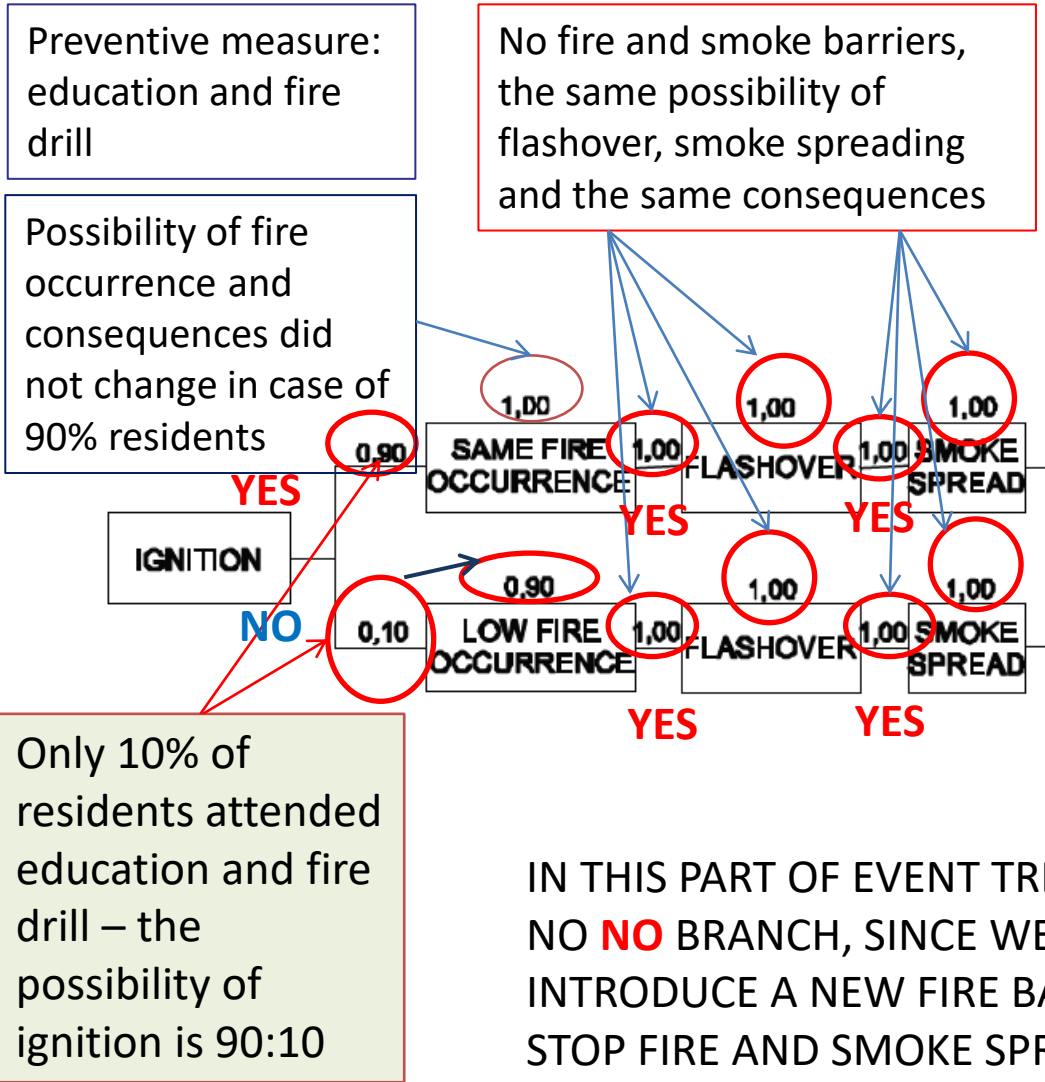 Preventive measure:
education and fire
drill
No fire and smoke barriers,
the same possibility of
flashover, smoke spreading
and the same consequences
Possibility of fire
occurrence and
consequences did
not change in case of
90% residents
1,00
1,00
1,00
0,90
SAME FIRE
OCCURRENCE
1,00
FLASHOVER
1,00
SMOKE
SPREAD
YES
YES
YES
IGNITION
0,90
1,00
1,00
NO
0,10
LOW FIRE
OCCURRENCE
1,00
FLASHOVER
1,00
SMOKE
SPREAD
YES
YES
Only 10% of
residents attended
education and fire
drill – the
possibility of
ignition is 90:10
IN THIS PART OF EVENT
NO NO BRANCH, SINCE
INTRODUCE A NEW FIRE
STOP FIRE AND SMOKE